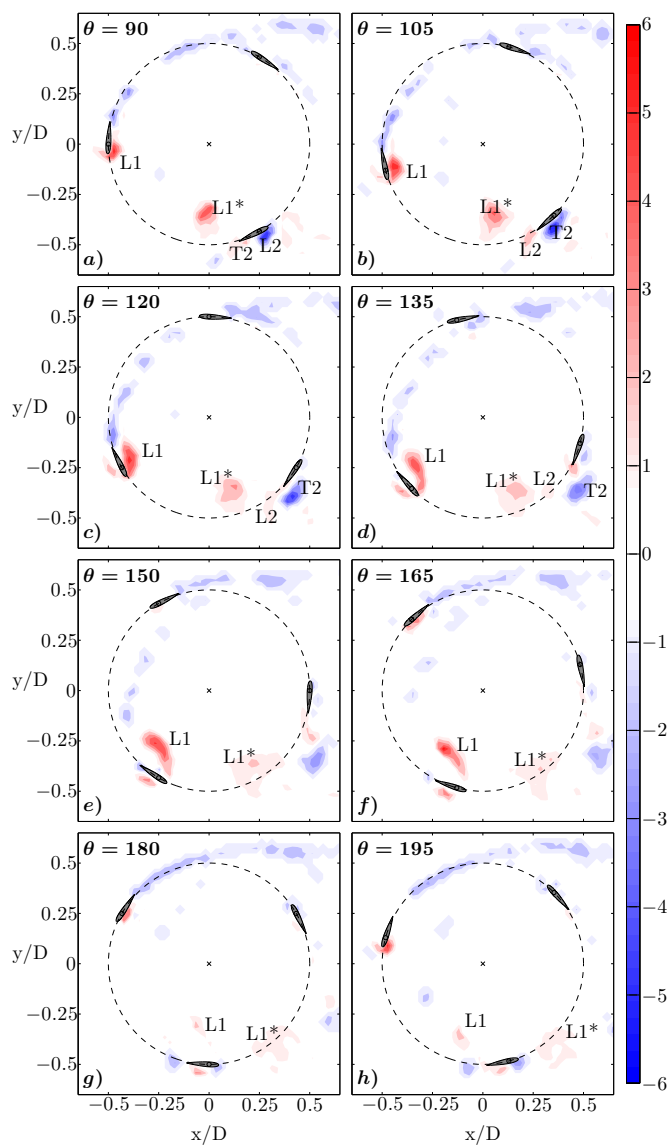 θ = 90
0.5
0.25
y/D
0
−0.25
−0.5
L1
L1*
T2
L2
a)
θ = 105
L1
L1*
L2
T2
b)
θ = 120
0.5
0.25
y/D
0
−0.25
−0.5
L1
L1*
L2
T2
c)
θ = 135
L1
L1*
L2
T2
d)
θ = 150
0.5
0.25
y/D
0
−0.25
−0.5
L1
L1*
e)
θ = 165
L1
L1*
f)
θ = 180
0.5
0.25
y/D
0
−0.25
−0.5
L1
L1*
g)
−0.5
−0.25
0
0.25
0.5
x/D
θ = 195
L1
L1*
h)
−0.5
−0.25
0
0.25
0.5
x/D
6
5
4
3
2
1
0
−1
−2
−3
−4
−5
−6